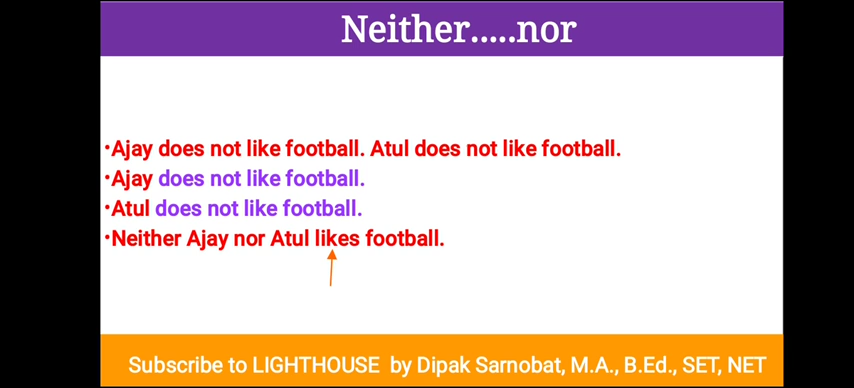 Neither.....nor
•Ajay does not like football. Atul does not like football.
•Ajay does not like football.
•Atul does not like football.
•Neither Ajay nor Atul likes football.
Subscribe to LIGHTHOUSE by Dipak Sarnobat, M.A., B.Ed., SET, NET